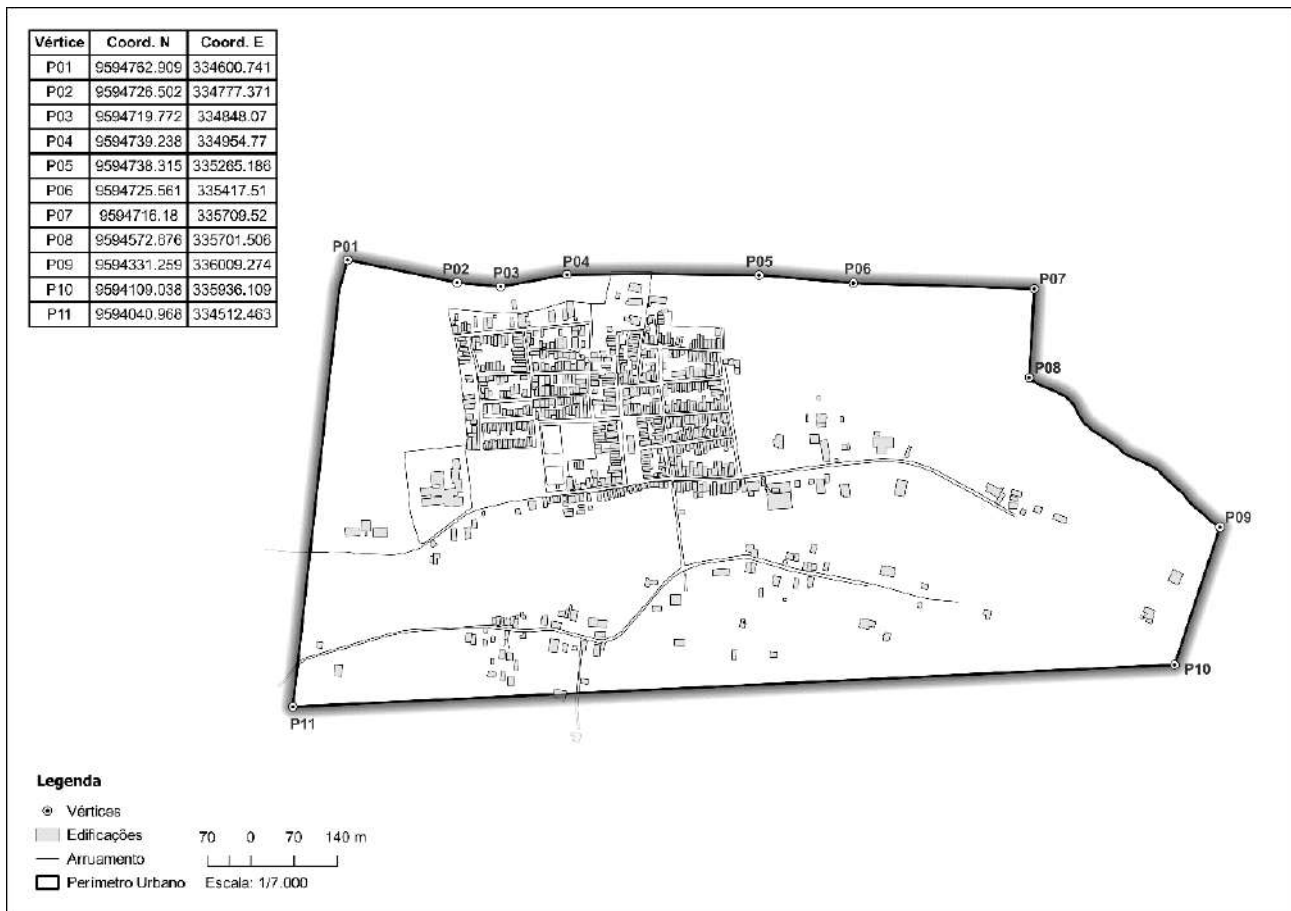 Vértice Coord. N Coord. E
P01 9594762.909 334600.741
P02 9594726.502 334777.371
P03 9594719.772 334848.07
P04 9594739.238 334954.77
P05 9594738.315 335265.186
P06 9594725.561 335417.51
P07 9594716.18 335709.52
P08 9594572.676 335701.506
P09 9594331.259 336009.274
P10 9594109.038 335936.109
P11 9594040.968 334512.463
P01
P02
P03
P04
P05
P06
P07
P08
P09
P10
P11
Legenda
Vértices
Edificações
Arruamento
Perímetro Urbano
70 0 70 140 m
Escala: 1/7.000